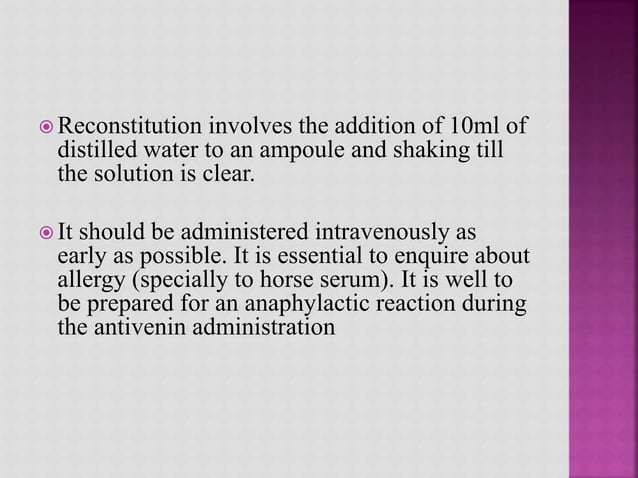 Reconstitution involves the addition of 10ml of
distilled water to an ampoule and shaking till
the solution is clear.
It should be administered intravenously as
early as possible. It is essential to enquire about
allergy (specially to horse serum). It is well to
be prepared for an anaphylactic reaction during
the antivenin administration